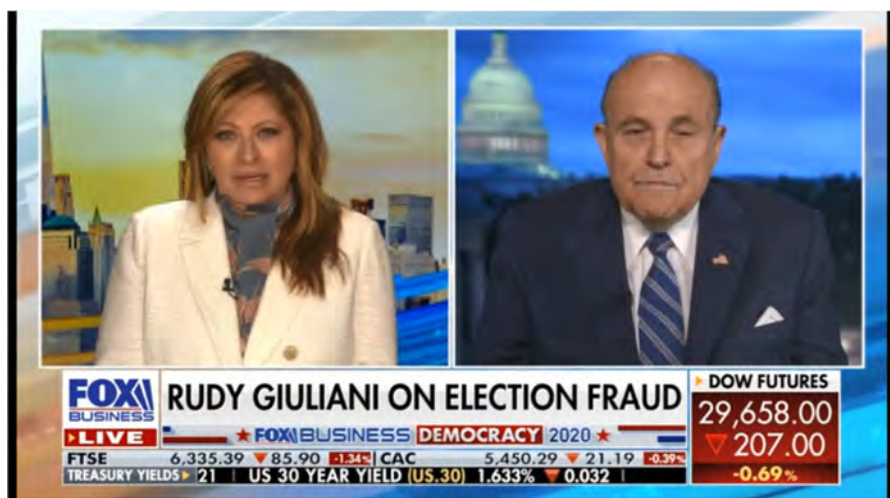 FOX
BUSINESS
LIVE
RUDY GIULIANI ON ELECTION FRAUD
FOX BUSINESS DEMOCRACY 2020
FTSE 6,335.39 ▼85.90 -1.34% CAC 5,450.29 ▼21.19 -0.39%
TREASURY YIELDS 21 US 30 YEAR YIELD (US.30) 1.633% ▼0.032
DOW FUTURES
29,658.00
▼207.00
-0.69%